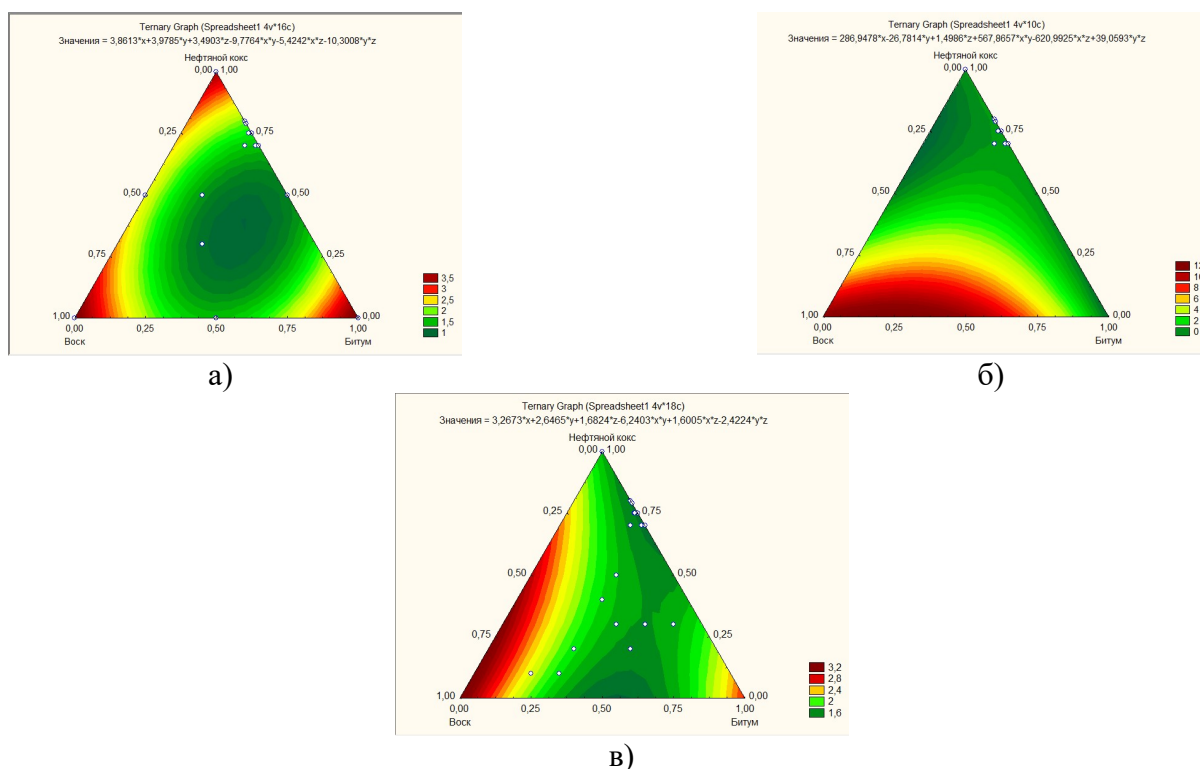 Ternary Graph (Spreadsheet1 4v*16c)
Значения = 3,8613*x+3,9785*y+3,4903*z-9,7764*x*y-5,4242*x*z-10,3008*y*z
Нефтяной кокс
0,00 1,00
0,25 0,75
0,50 0,50
0,75 0,25
1,00 0,00
0,00 0,25 0,50 0,75 1,00
Воск Битум
3,5
3
2,5
2
1,5
1
а)
Ternary Graph (Spreadsheet1 4v*10c)
Значения = 286,9478*x-26,7814*y+1,4986*z+567,8657*x*y-620,9925*x*z+39,0593*y*z
Нефтяной кокс
0,00 1,00
0,25 0,75
0,50 0,50
0,75 0,25
1,00 0,00
0,00 0,25 0,50 0,75 1,00
Воск Битум
8
6
4
2
0
б)
Ternary Graph (Spreadsheet1 4v*18c)
Значения = 3,2673*x+2,6465*y+1,6824*z-6,2403*x*y+1,6005*x*z-2,4224*y*z
Нефтяной кокс
0,00 1,00
0,25 0,75
0,50 0,50
0,75 0,25
1,00 0,00
0,00 0,25 0,50 0,75 1,00
Воск Битум
3,2
2,8
2,4
2
1,6
в)